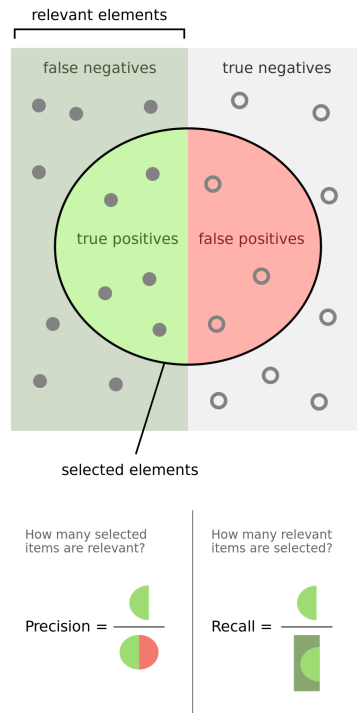 relevant elements
false negatives
true negatives
true positives
false positives
selected elements
How many selected
items are relevant?
How many relevant
items are selected?
Precision =
Recall =